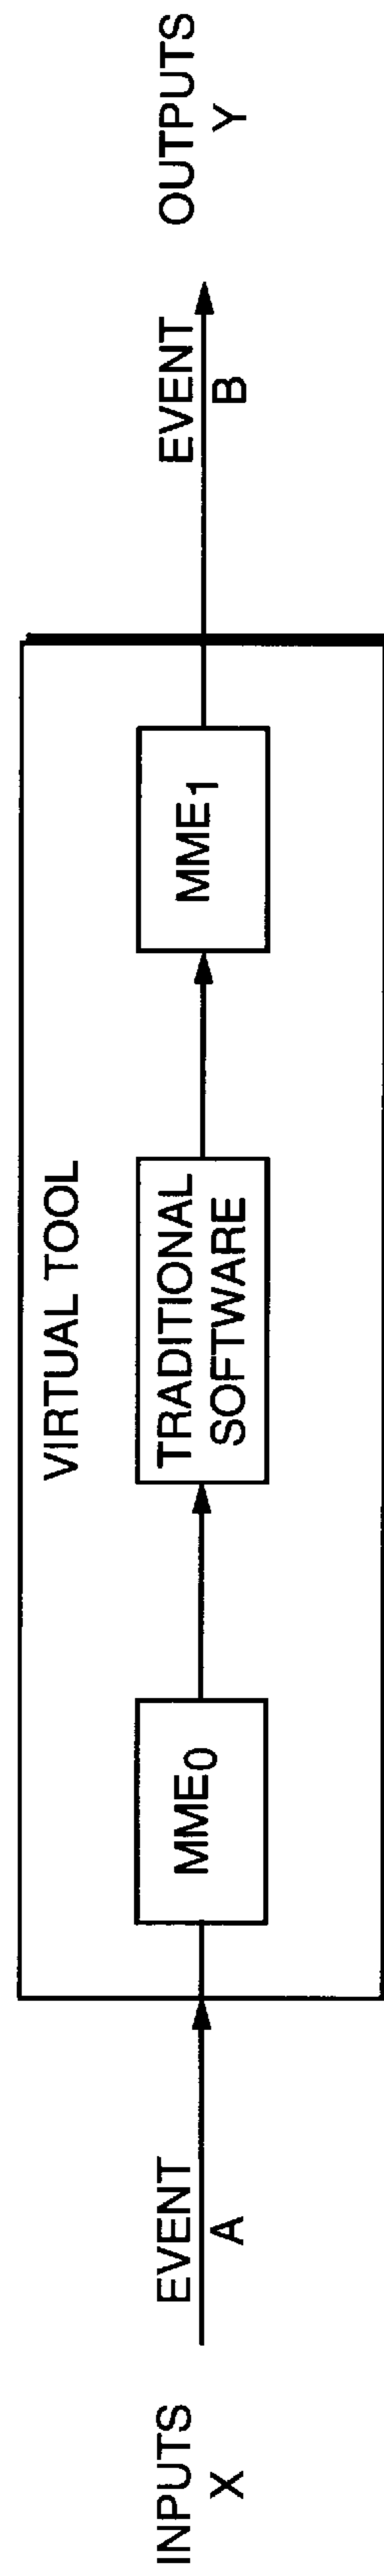 VIRTUAL TOOL
INPUTS
X
EVENT
A
MME0
TRADITIONAL
SOFTWARE
MME1
EVENT
B
OUTPUTS
Y